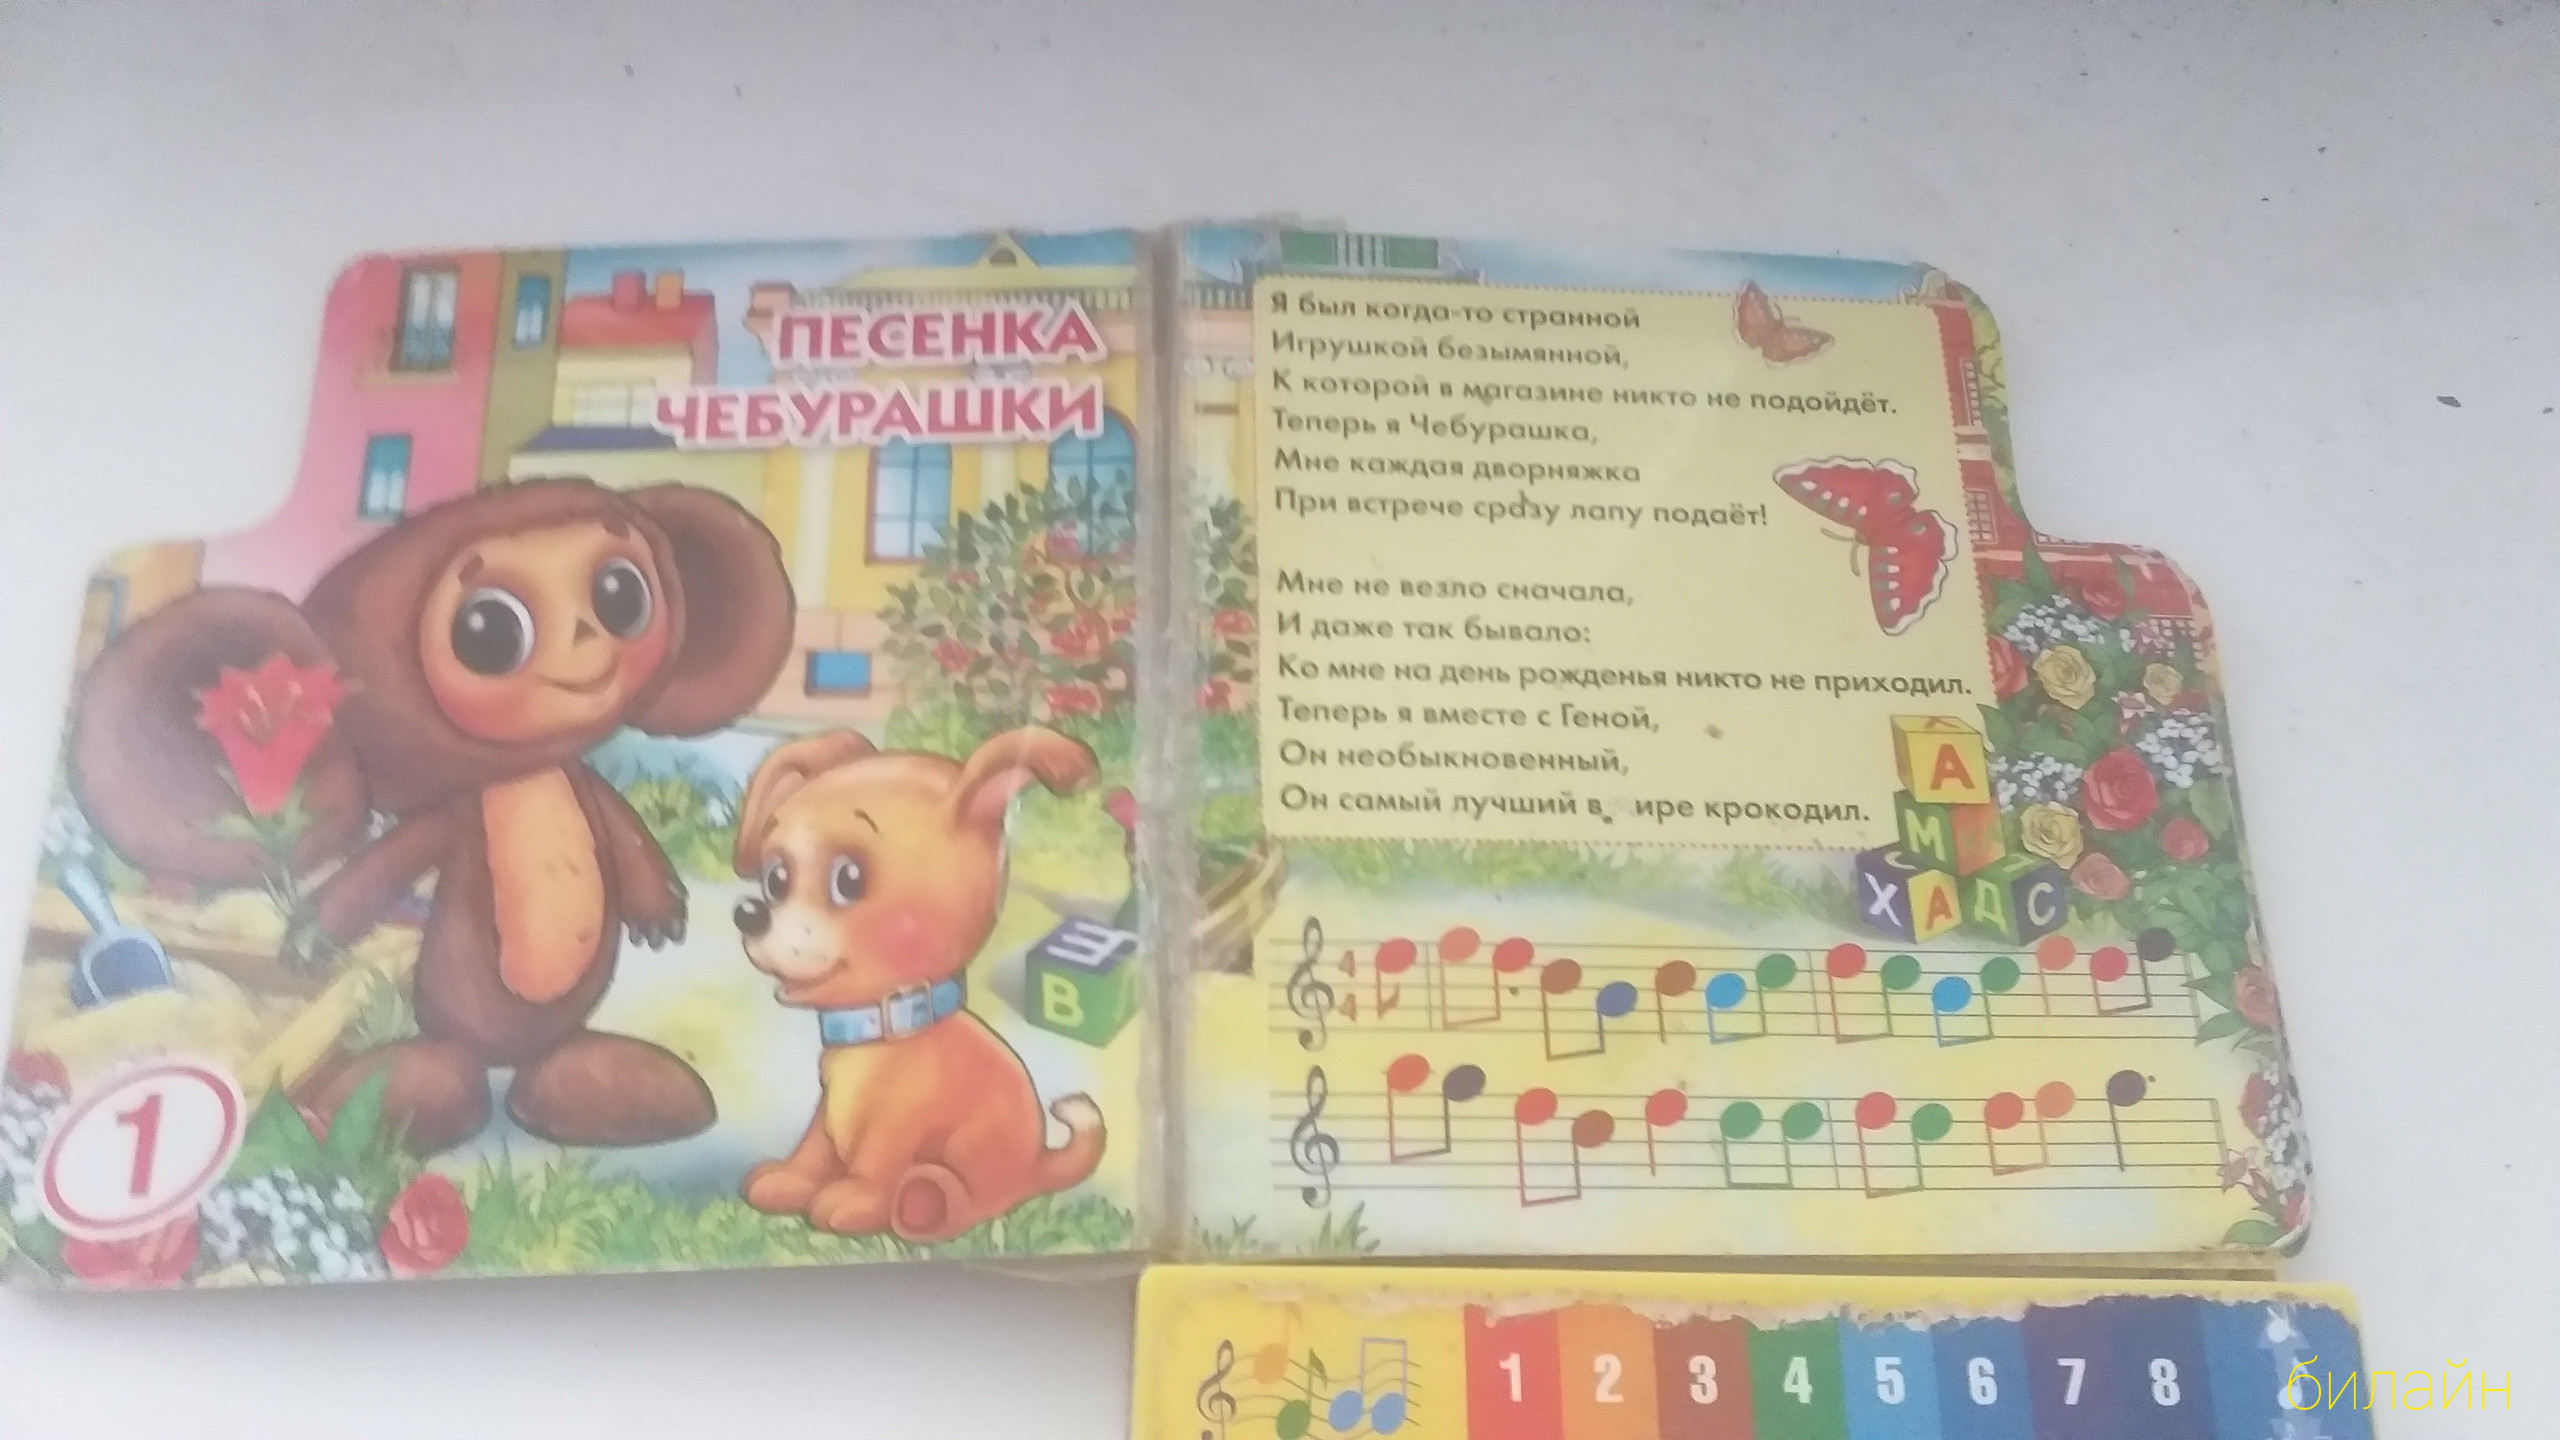 ПЕСЕНКА
ЧЕБУРАШКИ
1
Я был когда-то странной
Игрушкой безымянной,
К которой в магазине никто не подойдёт.
Теперь я Чебурашка,
Мне каждая дворняжка
При встрече сразу лапу подаёт!
Мне не везло сначала,
И даже так бывало:
Ко мне на день рожденья никто не приходил.
Теперь я вместе с Геной,
Он необыкновенный,
Он самый лучший в ире крокодил.
А
М
Х А Д С
Э
В
4
4
1 2 3 4 5 6 7 8
билайн